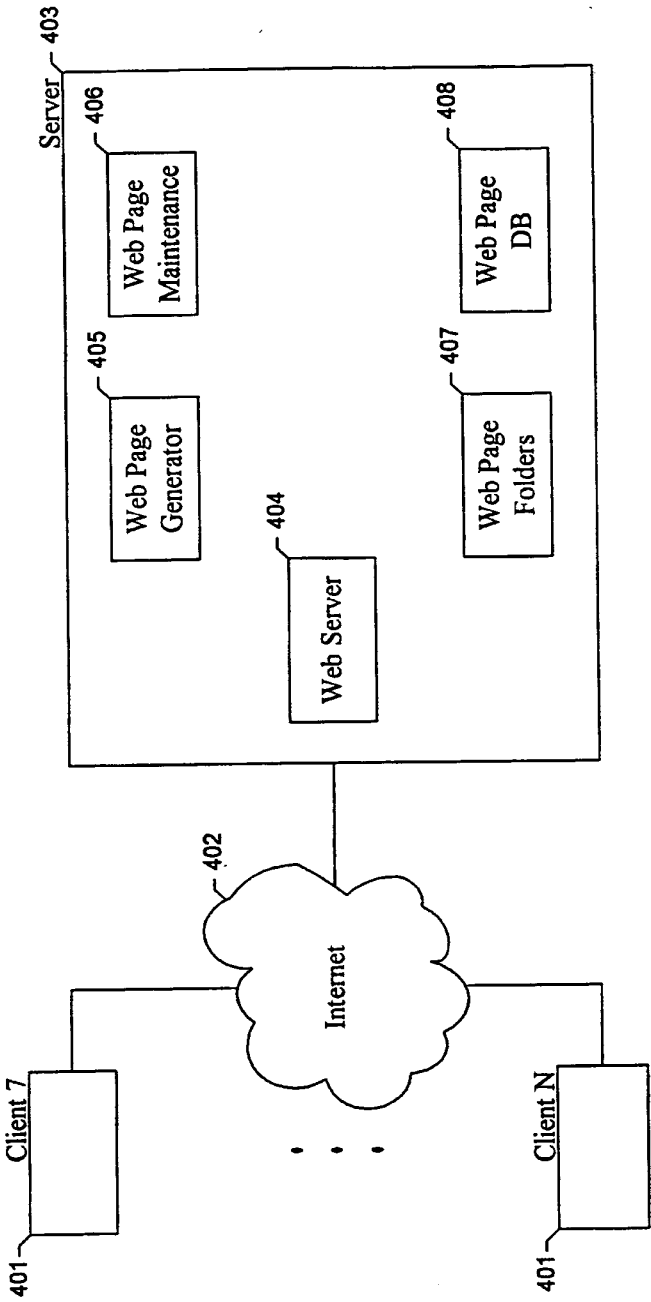 Client 7
401
Client N
401
Internet
402
Server
403
Web Server
404
Web Page
Generator
405
Web Page
Maintenance
406
Web Page
Folders
407
Web Page
DB
408